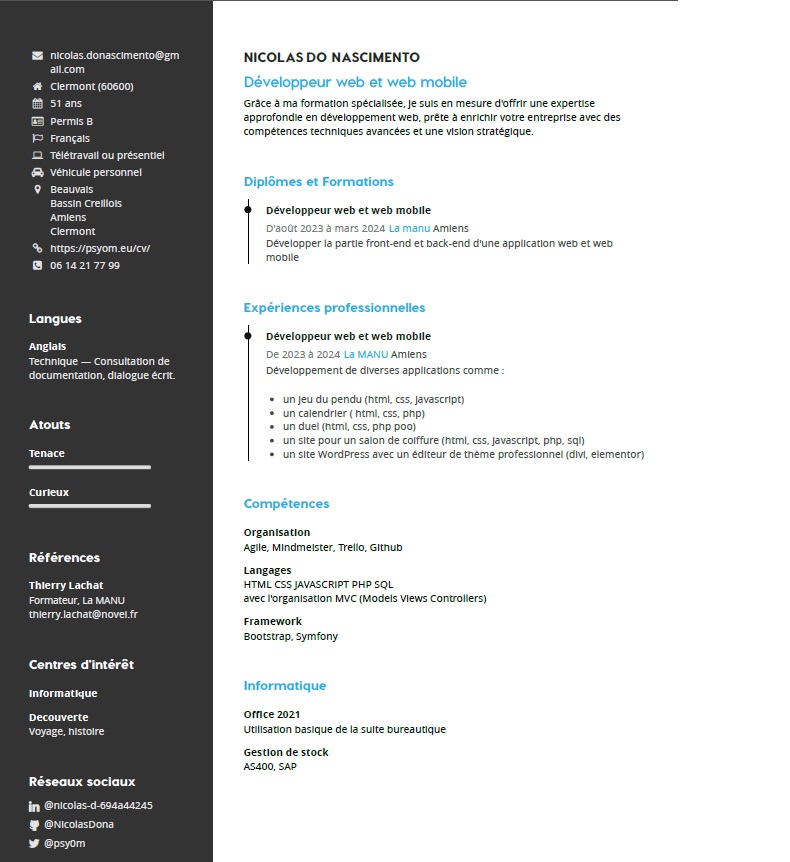 nicolas.donascimento@gm
ail.com
Clermont (60600)
51 ans
Permis B
Français
Télétravail ou présentiel
Véhicule personnel
Beauvais
Bassin Creillois
Amiens
Clermont
https://psyom.eu/cv/
06 14 21 77 99
Langues
Anglais
Technique — Consultation de
documentation, dialogue écrit.
Atouts
Tenace
Curieux
Références
Thierry Lachat
Formateur, La MANU
thierry.lachat@novei.fr
Centres d'intérêt
Informatique
Decouverte
Voyage, histoire
Réseaux sociaux
@nicolas-d-694a44245
@NicolasDona
@psy0m
NICOLAS DO NASCIMENTO
Développeur web et web mobile
Grâce à ma formation spécialisée, je suis en mesure d'offrir une expertise
approfondie en développement web, prête à enrichir votre entreprise avec des
compétences techniques avancées et une vision stratégique.
Diplômes et Formations
Développeur web et web mobile
D'août 2023 à mars 2024 La manu Amiens
Développer la partie front-end et back-end d'une application web et web
mobile
Expériences professionnelles
Développeur web et web mobile
De 2023 à 2024 La MANU Amiens
Développement de diverses applications comme :
• un jeu du pendu (html, css, javascript)
• un calendrier ( html, css, php)
• un duel (html, css, php poo)
• un site pour un salon de coiffure (html, css, javascript, php, sql)
• un site WordPress avec un éditeur de thème professionnel (divi, elementor)
Compétences
Organisation
Agile, Mindmeister, Trello, Github
Langages
HTML CSS JAVASCRIPT PHP SQL
avec l'organisation MVC (Models Views Controllers)
Framework
Bootstrap, Symfony
Informatique
Office 2021
Utilisation basique de la suite bureautique
Gestion de stock
AS400, SAP